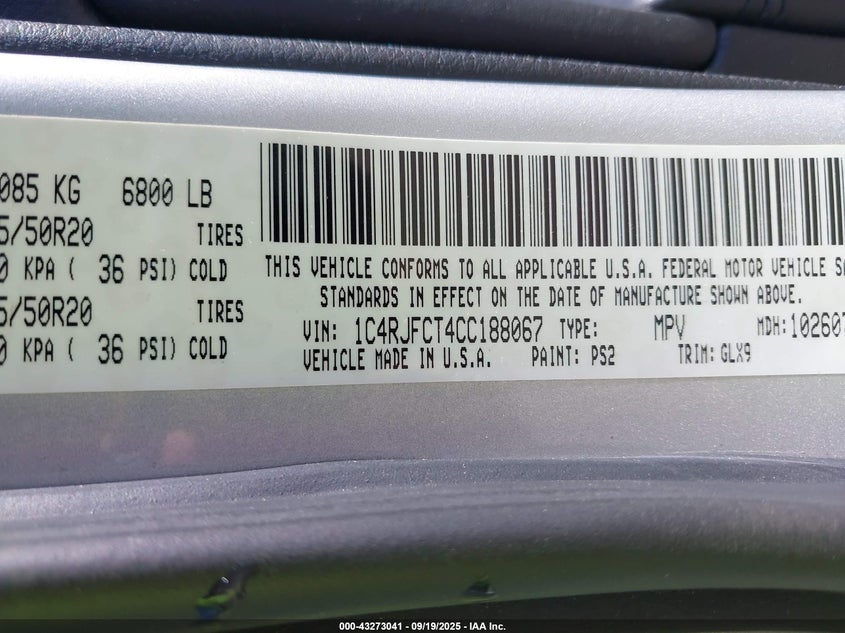 085 KG 6800 LB
5/50R20 TIRES
0 KPA ( 36 PSI) COLD
5/50R20 TIRES
0 KPA ( 36 PSI) COLD
THIS VEHICLE CONFORMS TO ALL APPLICABLE U.S.A. FEDERAL MOTOR VEHICLE SA
STANDARDS IN EFFECT ON THE DATE OF MANUFACTURE SHOWN ABOVE.
VIN: 1C4RJFCT4CC188067 TYPE: MPV MDH: 102607
VEHICLE MADE IN U.S.A. PAINT: PS2 TRIM: GLX9
000-43273041 - 09/19/2025 - IAA Inc.